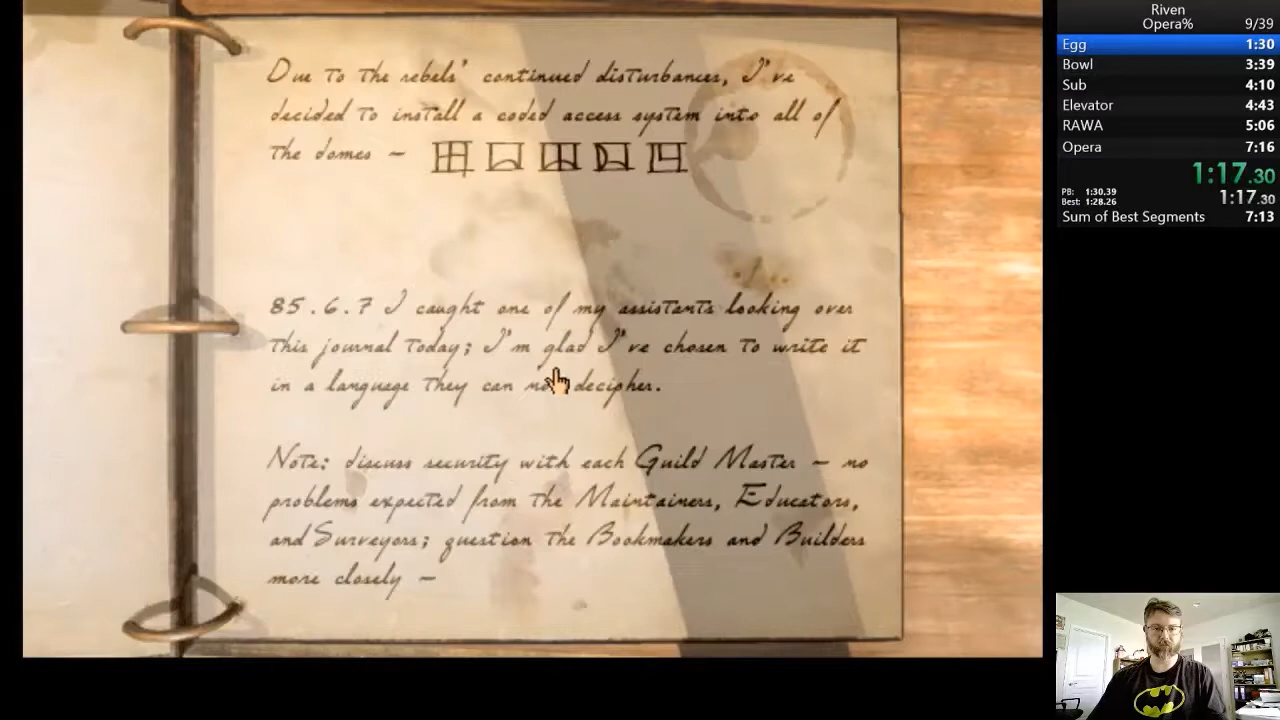 Due to the rebels' continued disturbances, I've
decided to install a coded access system into all of
the domes –
85.6.7 I caught one of my assistants looking over
this journal today; I'm glad I've chosen to write it
in a language they can not decipher.
Note: discuss security with each Guild Master – no
problems expected from the Maintainers, Educators,
and Surveyors; question the Bookmakers and Builders
more closely –
Riven
Opera% 9/39
Egg 1:30
Bowl 3:39
Sub 4:10
Elevator 4:43
RAWA 5:06
Opera 7:16
1:17.30
PB: 1:30.39
Best: 1:28.26
1:17.30
Sum of Best Segments 7:13